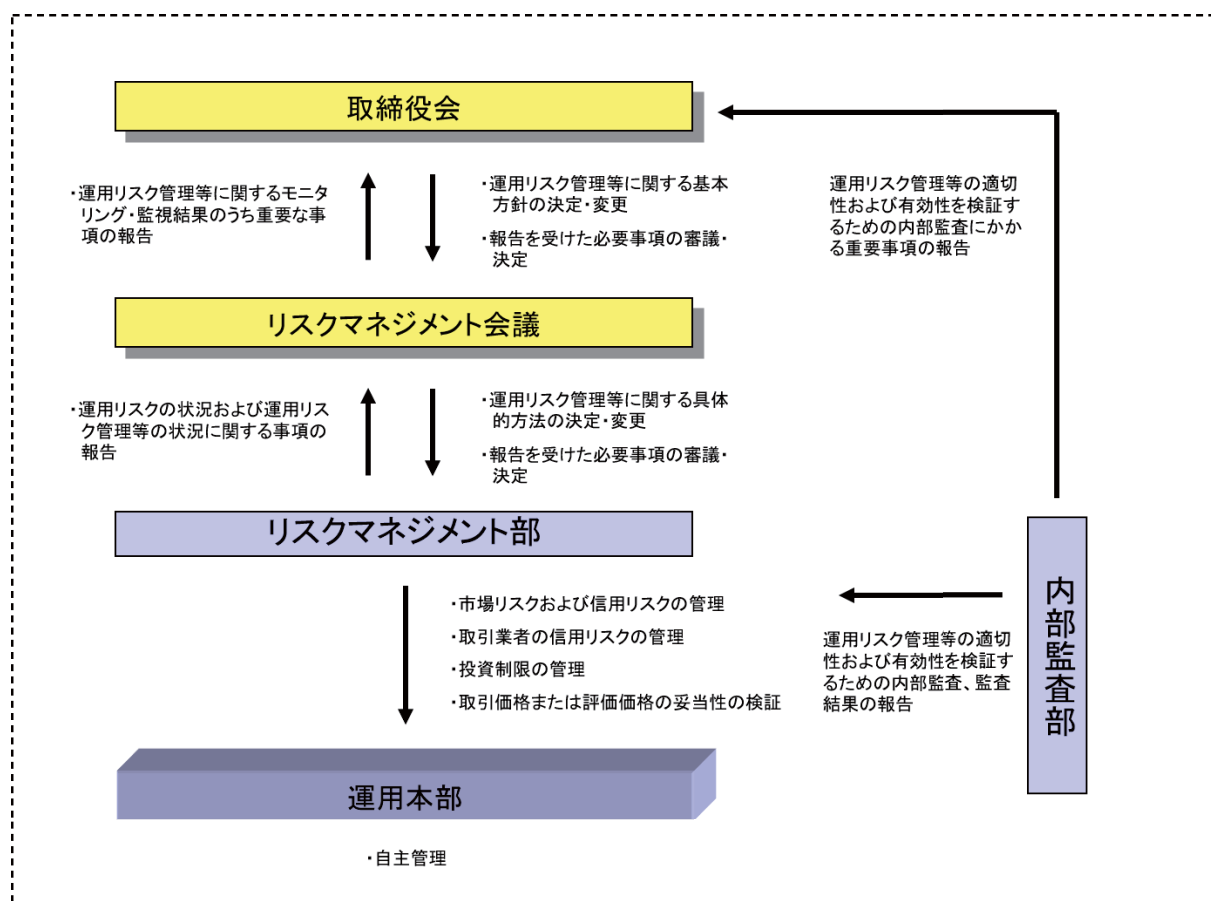 取締役会
・運用リスク管理等に関するモニタ
リング・監視結果のうち重要な事
項の報告
・運用リスク管理等に関する基本
方針の決定・変更
・報告を受けた必要事項の審議・
決定
運用リスク管理等の適切
性および有効性を検証す
るための内部監査にかか
る重要事項の報告
リスクマネジメント会議
・運用リスクの状況および運用リス
ク管理等の状況に関する事項の
報告
・運用リスク管理等に関する具体
的方法の決定・変更
・報告を受けた必要事項の審議・
決定
リスクマネジメント部
・市場リスクおよび信用リスクの管理
・取引業者の信用リスクの管理
・投資制限の管理
・取引価格または評価価格の妥当性の検証
運用リスク管理等の適切
性および有効性を検証す
るための内部監査、監査
結果の報告
内部監査部
運用本部
・自主管理